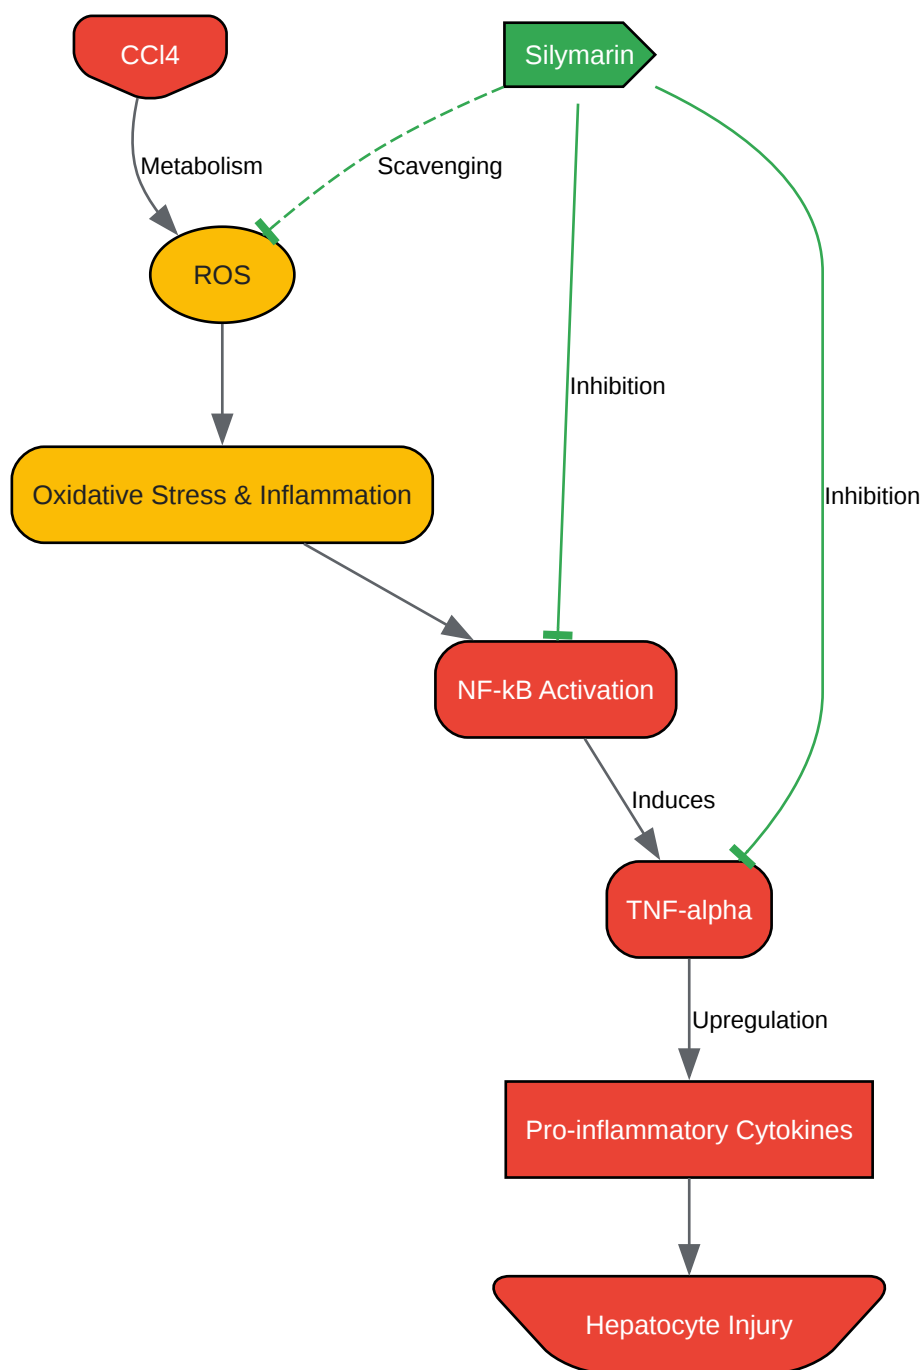 CCl4
Silymarin
Metabolism
Scavenging
ROS
Inhibition
Oxidative Stress & Inflammation
Inhibition
NF-kB Activation
Induces
TNF-alpha
Upregulation
Pro-inflammatory Cytokines
Hepatocyte Injury